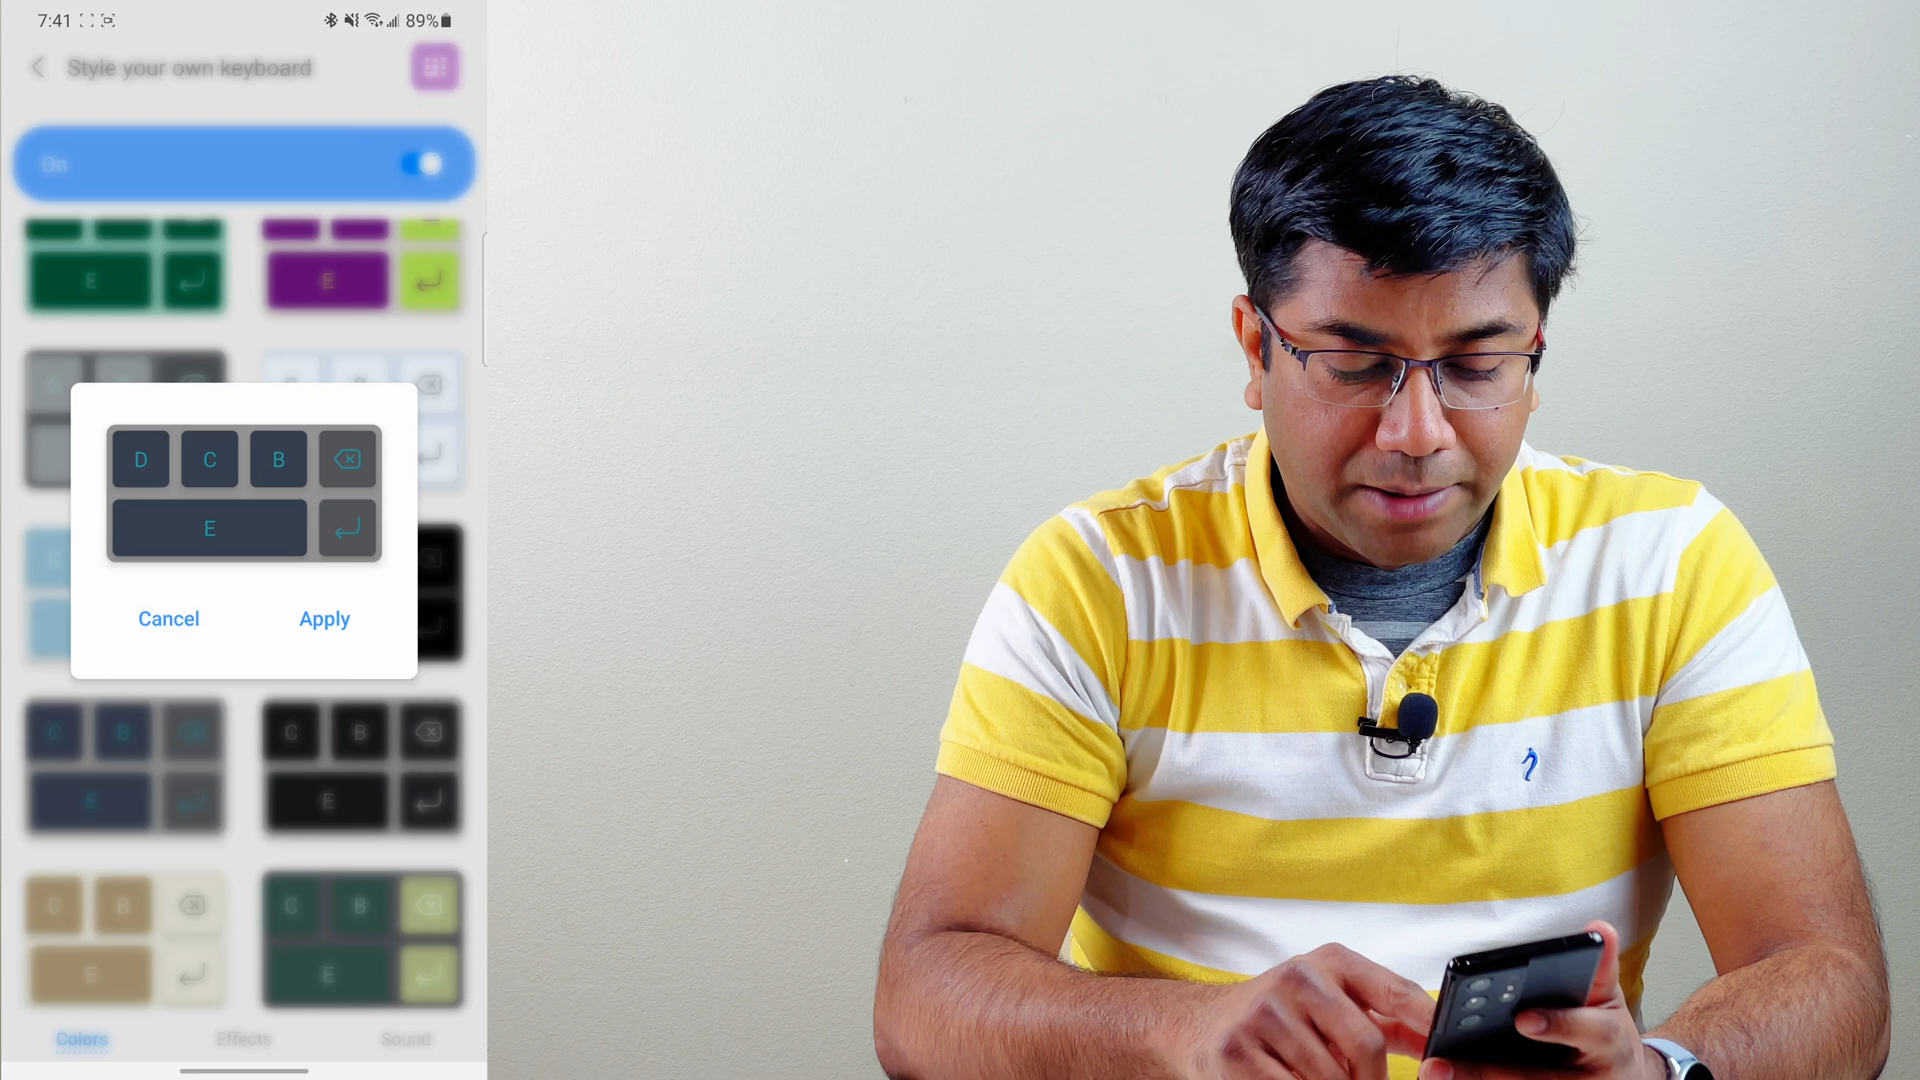 7:41 89%
Style your own keyboard
On
E E
D C B
E
Cancel Apply
C B C B
E E
C B C B
E E
Colors Effects Sound